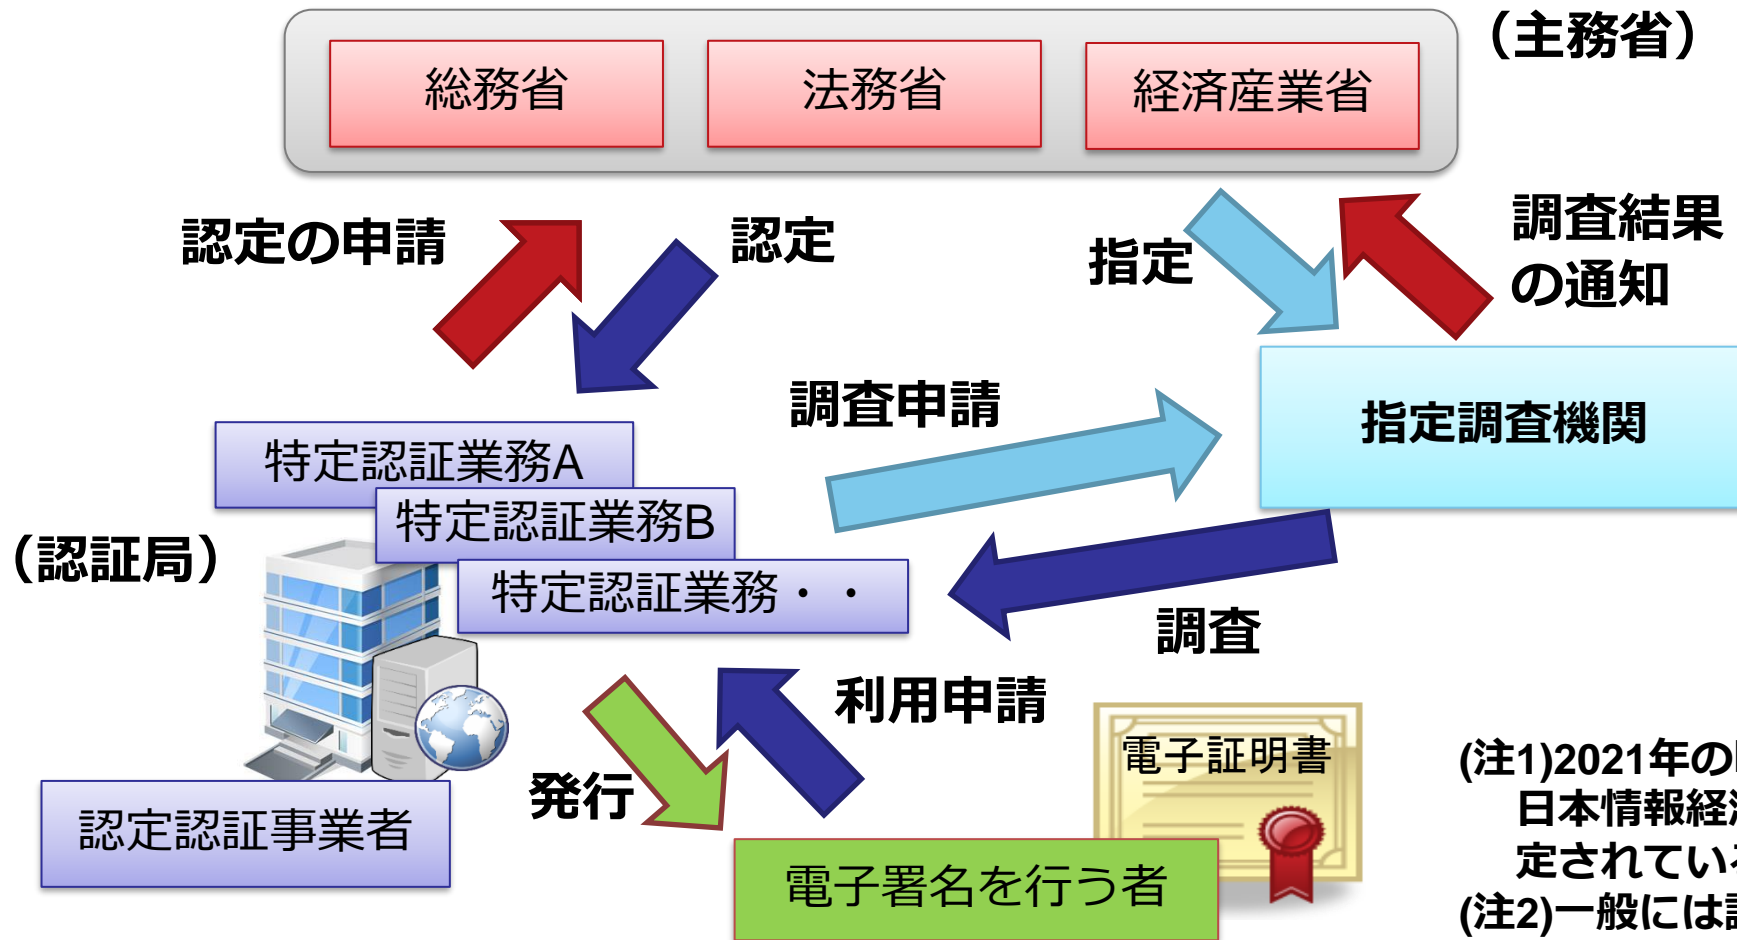 （主務省）
総務省
法務省
経済産業省
認定の申請
認定
指定
調査結果
の通知
調査申請
指定調査機関
特定認証業務A
特定認証業務B
特定認証業務・・
（認証局）
調査
利用申請
発行
電子証明書
認定認証事業者
電子署名を行う者
(注1)2021年の
日本情報経
定されてい
(注2)一般には